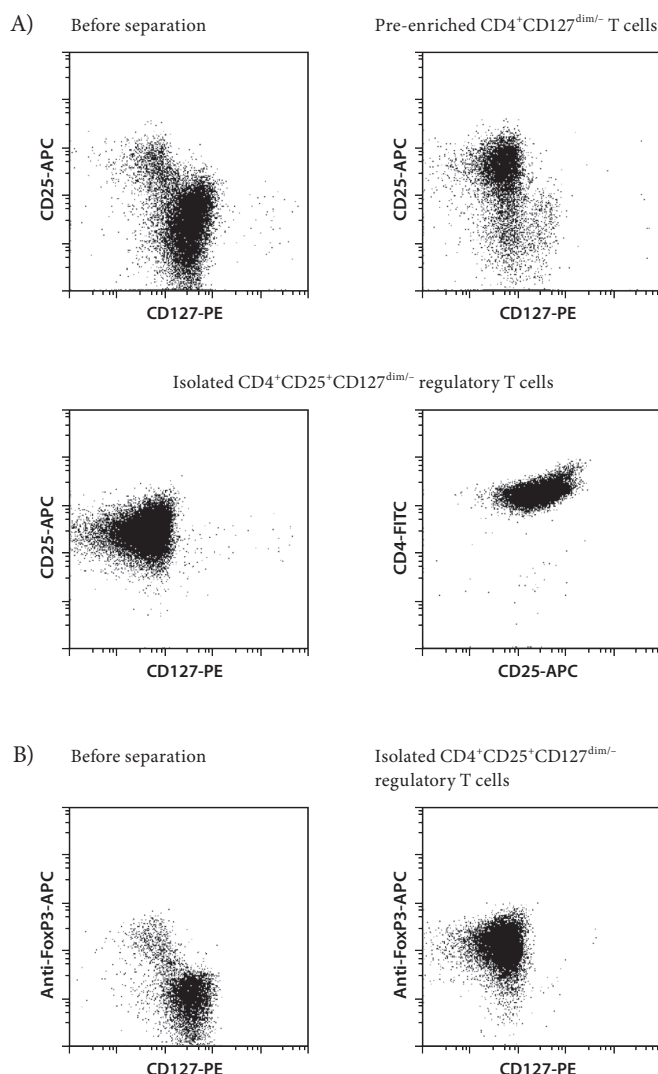 A)
Before separation
Pre-enriched CD4⁺CD127ᵈⁱᵐ/⁻ T cells
CD25-APC
CD127-PE
CD25-APC
CD127-PE
Isolated CD4⁺CD25⁺CD127ᵈⁱᵐ/⁻ regulatory T cells
CD25-APC
CD127-PE
CD4-FITC
CD25-APC
B)
Before separation
Isolated CD4⁺CD25⁺CD127ᵈⁱᵐ/⁻
regulatory T cells
Anti-FoxP3-APC
CD127-PE
Anti-FoxP3-APC
CD127-PE